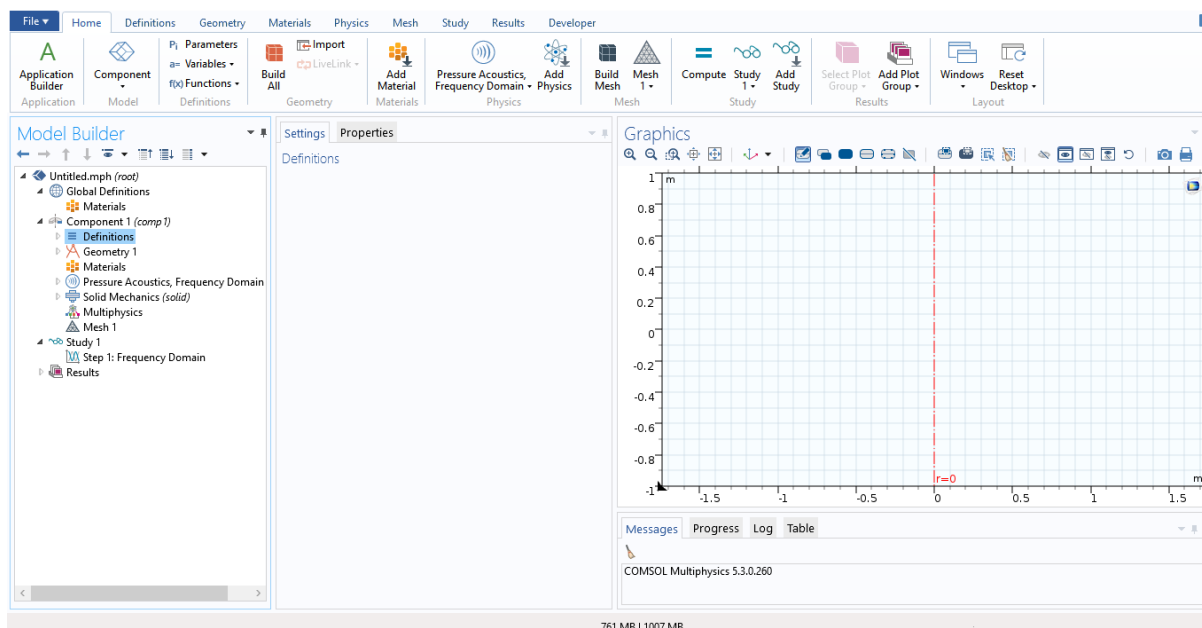 File ▾ Home Definitions Geometry Materials Physics Mesh Study Results Developer
A Application Builder
Application
Component
Model
Pi Parameters
a= Variables
f(x) Functions
Definitions
Build All
Import
LiveLink
Geometry
Add Material
Materials
Pressure Acoustics, Frequency Domain
Add Physics
Physics
Build Mesh
Mesh 1
Mesh
Compute
Study 1
Add Study
Study
Select Plot Group
Add Plot Group
Results
Windows
Reset Desktop
Layout
Model Builder
Untitled.mph (root)
Global Definitions
Materials
Component 1 (comp1)
Definitions
Geometry 1
Materials
Pressure Acoustics, Frequency Domain
Solid Mechanics (solid)
Multiphysics
Mesh 1
Study 1
Step 1: Frequency Domain
Results
Settings Properties
Definitions
Graphics
m
1
0.8
0.6
0.4
0.2
0
-0.2
-0.4
-0.6
-0.8
-1
r=0
m
-1.5 -1 -0.5 0 0.5 1 1.5
Messages Progress Log Table
COMSOL Multiphysics 5.3.0.260
761 MB | 1007 MB